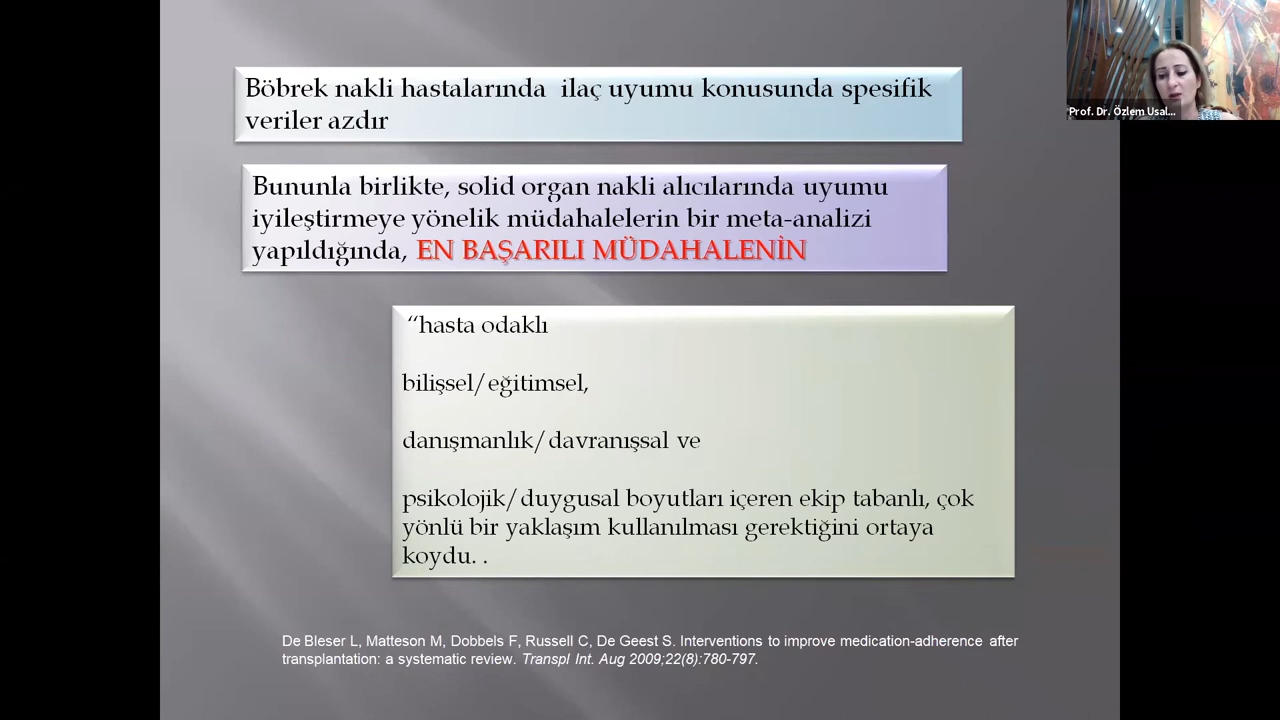 Böbrek nakli hastalarında ilaç uyumu konusunda spesifik
veriler azdır
Bununla birlikte, solid organ nakli alıcılarında uyumu
iyileştirmeye yönelik müdahalelerin bir meta-analizi
yapıldığında, EN BAŞARILI MÜDAHALENİN
“hasta odaklı
bilişsel/eğitimsel,
danışmanlık/davranışsal ve
psikolojik/duygusal boyutları içeren ekip tabanlı, çok
yönlü bir yaklaşım kullanılması gerektiğini ortaya
koydu. .
De Bleser L, Matteson M, Dobbels F, Russell C, De Geest S. Interventions to improve medication-adherence after
transplantation: a systematic review. Transpl Int. Aug 2009;22(8):780-797.
Prof. Dr. Özlem Usal...